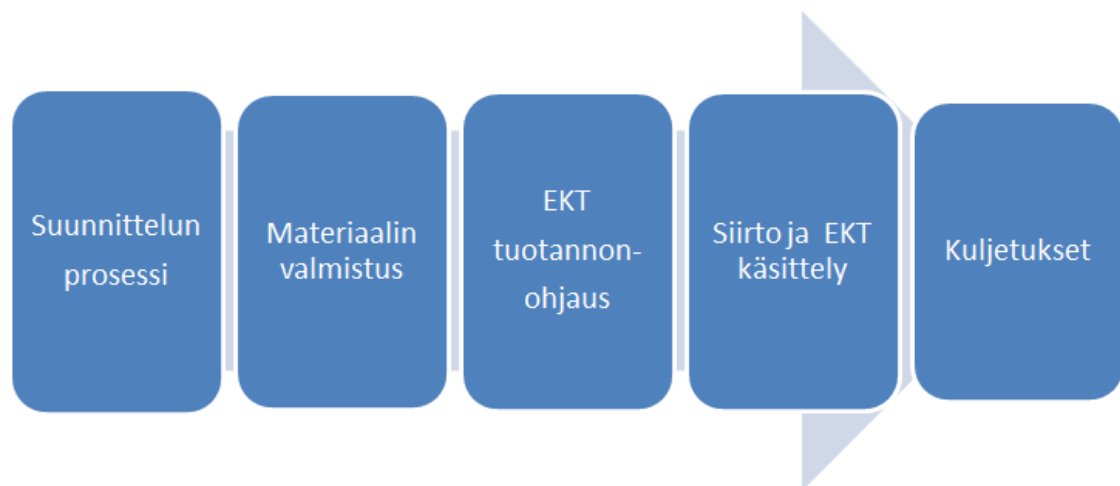 Suunnittelun
prosessi
Materiaalin
valmistus
EKT
tuotannon-
ohjaus
Siirto ja EKT
käsittely
Kuljetukset